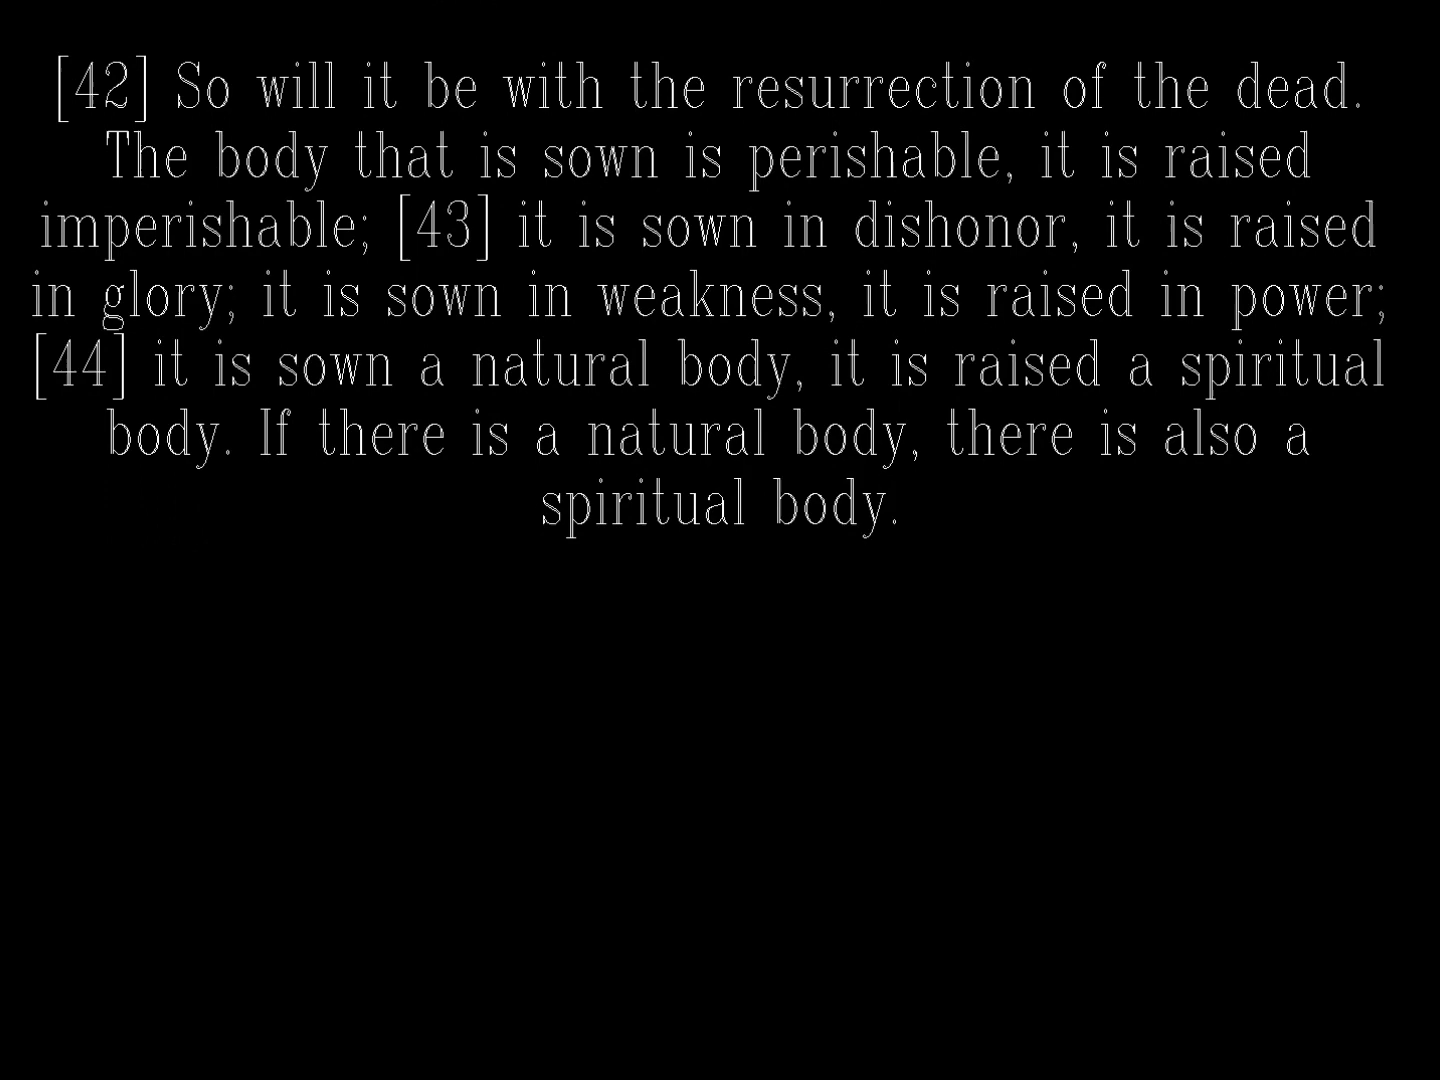 [42] So will it be with the resurrection of the dead.
The body that is sown is perishable, it is raised
imperishable; [43] it is sown in dishonor, it is raised
in glory; it is sown in weakness, it is raised in power;
[44] it is sown a natural body, it is raised a spiritual
body. If there is a natural body, there is also a
spiritual body.